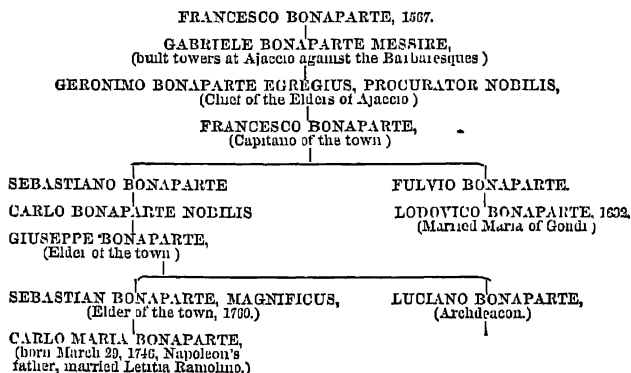 FRANCESCO BONAPARTE, 1567.
GABRIELE BONAPARTE MESSIRE,
(built towers at Ajaccio against the Barbaresques)
GERONIMO BONAPARTE EGREGIUS, PROCURATOR NOBILIS,
(Chief of the Elders of Ajaccio)
FRANCESCO BONAPARTE,
(Capitano of the town)
SEBASTIANO BONAPARTE
FULVIO BONAPARTE.
CARLO BONAPARTE NOBILIS
LODOVICO BONAPARTE, 1632.
(Married Maria of Gondi)
GIUSEPPE BONAPARTE,
(Elder of the town)
SEBASTIAN BONAPARTE, MAGNIFICUS,
(Elder of the town, 1760.)
LUCIANO BONAPARTE,
(Archdeacon.)
CARLO MARIA BONAPARTE,
(born March 29, 1746, Napoleon's
father, married Letitia Ramolino.)